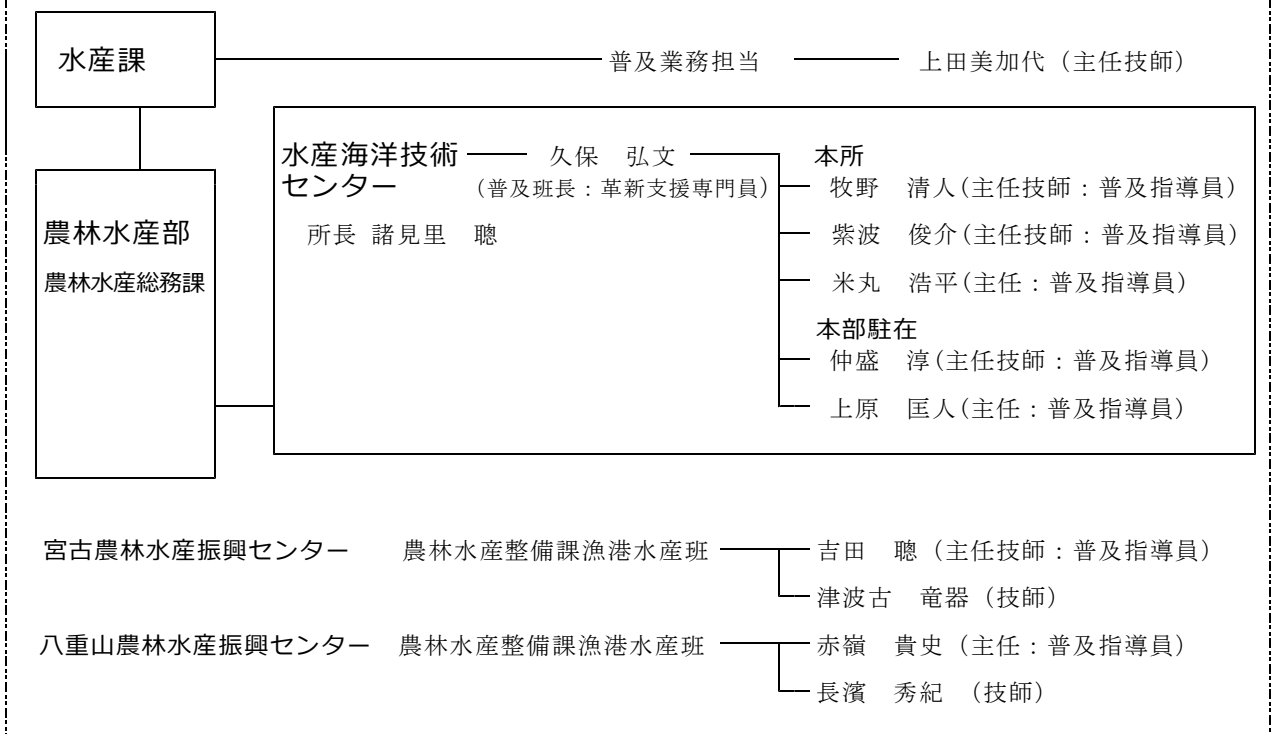 水産課 普及業務担当 上田美加代（主任技師）
水産海洋技術センター 久保　弘文
(普及班長：革新支援専門員)
所長 諸見里　聰
本所
牧野　清人(主任技師：普及指導員)
紫波　俊介(主任技師：普及指導員)
米丸　浩平(主任：普及指導員)
本部駐在
仲盛　淳(主任技師：普及指導員)
上原　匡人(主任：普及指導員)
農林水産部
農林水産総務課
宮古農林水産振興センター　農林水産整備課漁港水産班 吉田　聰（主任技師：普及指導員）
津波古　竜器（技師）
八重山農林水産振興センター　農林水産整備課漁港水産班 赤嶺　貴史（主任：普及指導員）
長濱　秀紀　（技師）